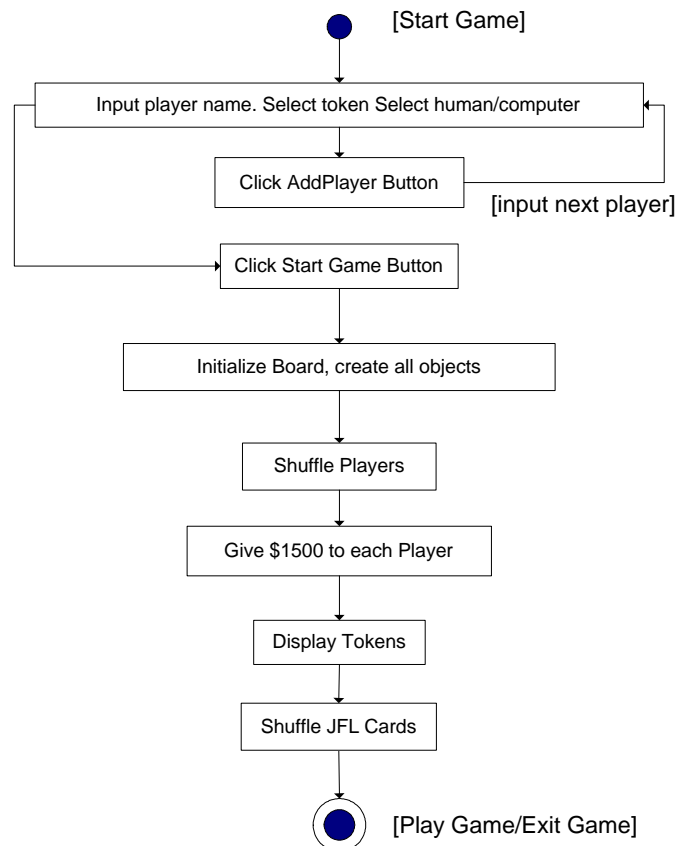 [Start Game]
Input player name. Select token Select human/computer
Click AddPlayer Button
[input next player]
Click Start Game Button
Initialize Board, create all objects
Shuffle Players
Give $1500 to each Player
Display Tokens
Shuffle JFL Cards
[Play Game/Exit Game]